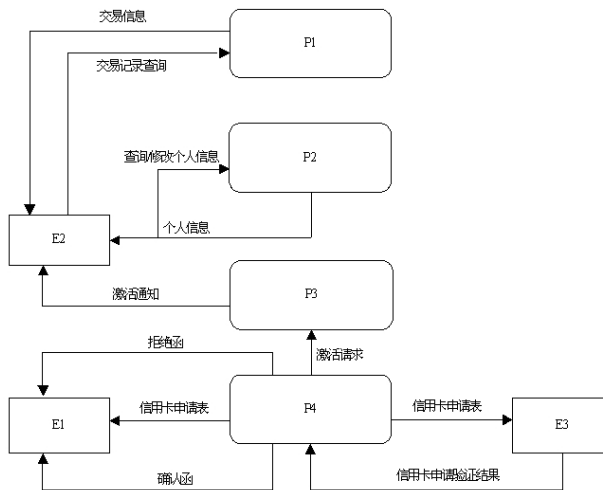 交易信息
P1
交易记录查询
查询/修改个人信息
P2
个人信息
E2
P3
激活通知
拒绝函
激活请求
信用卡申请表
P4
信用卡申请表
E1
E3
确人函
信用卡申请验证结果